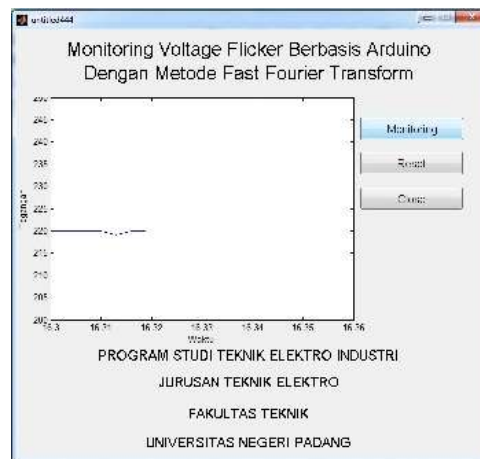 untitled444
Monitoring Voltage Flicker Berbasis Arduino
Dengan Metode Fast Fourier Transform
245
240
235
230
225
220
215
210
205
200
16.3 16.31 16.32 16.33 16.34 16.35 16.36
Monitoring
Reset
Close
PROGRAM STUDI TEKNIK ELEKTRO INDUSTRI
JURUSAN TEKNIK ELEKTRO
FAKULTAS TEKNIK
UNIVERSITAS NEGERI PADANG